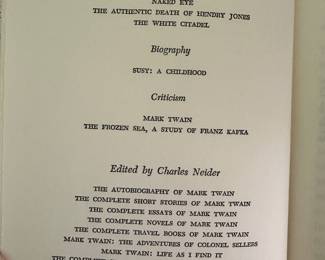 NAKED EYE
THE AUTHENTIC DEATH OF HENDRY JONES
THE WHITE CITADEL
Biography
SUSY: A CHILDHOOD
Criticism
MARK TWAIN
THE FROZEN SEA, A STUDY OF FRANZ KAFKA
Edited by Charles Neider
THE AUTOBIOGRAPHY OF MARK TWAIN
THE COMPLETE SHORT STORIES OF MARK TWAIN
THE COMPLETE ESSAYS OF MARK TWAIN
THE COMPLETE NOVELS OF MARK TWAIN
THE COMPLETE TRAVEL BOOKS OF MARK TWAIN
MARK TWAIN: THE ADVENTURES OF COLONEL SELLERS
MARK TWAIN: LIFE AS I FIND IT
THE COMPLETE